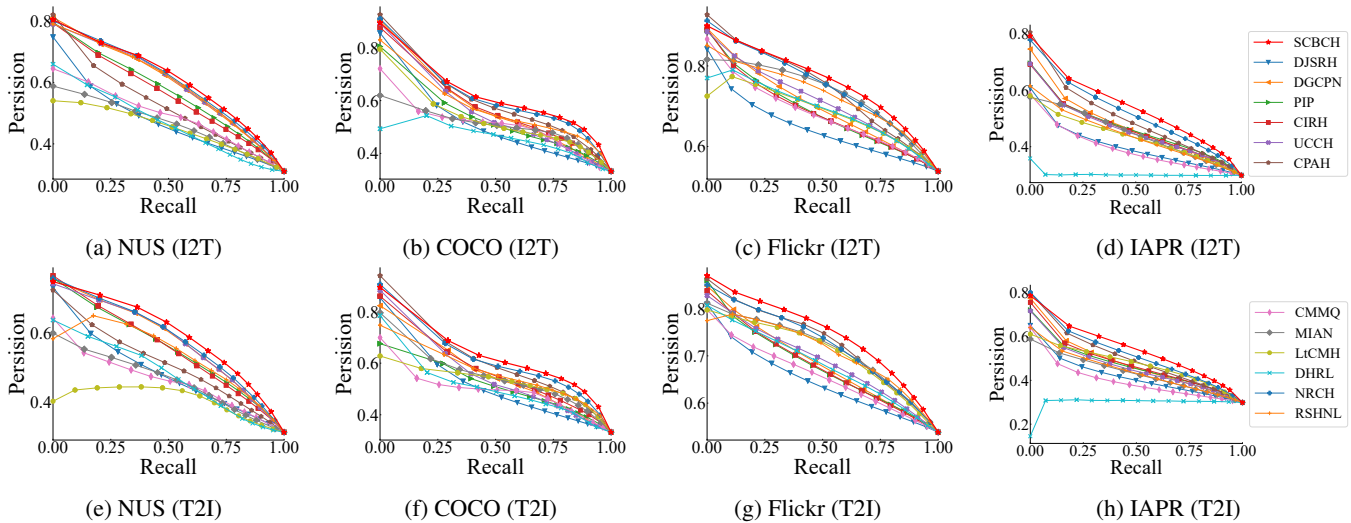 0.8
0.6
0.4
Persision
0.00 0.25 0.50 0.75 1.00
Recall
(a) NUS (I2T)
0.8
0.6
0.4
Persision
0.00 0.25 0.50 0.75 1.00
Recall
(b) COCO (I2T)
0.8
0.6
Persision
0.00 0.25 0.50 0.75 1.00
Recall
(c) Flickr (I2T)
0.8
0.6
0.4
Persision
0.00 0.25 0.50 0.75 1.00
Recall
(d) IAPR (I2T)
SCBCH
DJSRH
DGCPN
PIP
CIRH
UCCH
CPAH
0.6
0.4
Persision
0.00 0.25 0.50 0.75 1.00
Recall
(e) NUS (T2I)
0.8
0.6
0.4
Persision
0.00 0.25 0.50 0.75 1.00
Recall
(f) COCO (T2I)
0.8
0.7
0.6
Persision
0.00 0.25 0.50 0.75 1.00
Recall
(g) Flickr (T2I)
0.8
0.6
0.4
0.2
Persision
0.00 0.25 0.50 0.75 1.00
Recall
(h) IAPR (T2I)
CMMQ
MIAN
LtCMH
DHRL
NRCH
RSHNL